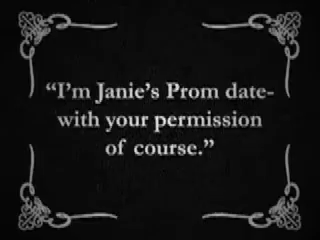 “I’m Janie’s Prom date-
with your permission
of course.”